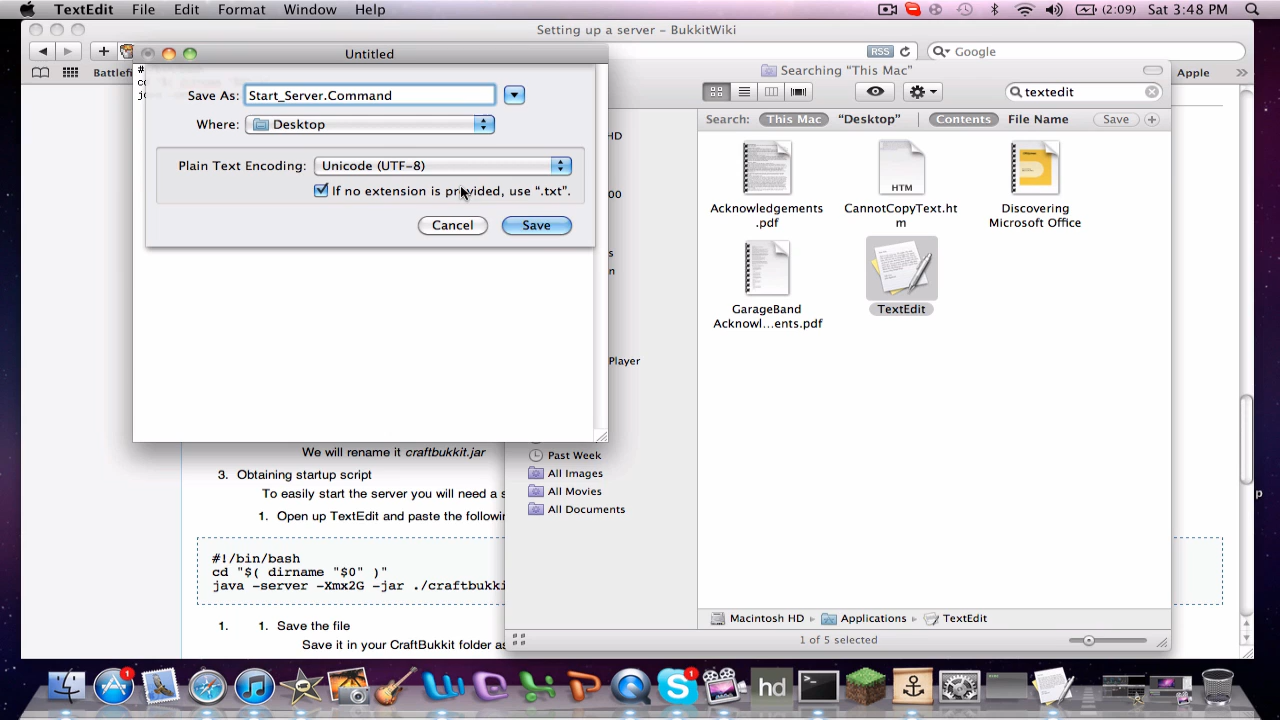 TextEdit File Edit Format Window Help
(2:09) Sat 3:48 PM
Setting up a server – BukkitWiki
RSS
Google
Apple
Untitled
Save As: Start_Server.Command
Where: Desktop
Plain Text Encoding: Unicode (UTF-8)
If no extension is provided, use “.txt”.
Cancel Save
Searching “This Mac”
textedit
Search: This Mac “Desktop” Contents File Name Save
Acknowledgements
.pdf
CannotCopyText.ht
m
HTM
Discovering
Microsoft Office
GarageBand
Acknowl...ents.pdf
TextEdit
Player
Past Week
All Images
All Movies
All Documents
Macintosh HD Applications TextEdit
1 of 5 selected
We will rename it craftbukkit.jar
3. Obtaining startup script
To easily start the server you will need a s
1. Open up TextEdit and paste the followin
#!/bin/bash
cd "$( dirname "$0" )"
java -server -Xmx2G -jar ./craftbukki
1. 1. Save the file
Save it in your CraftBukkit folder as
1
1
hd